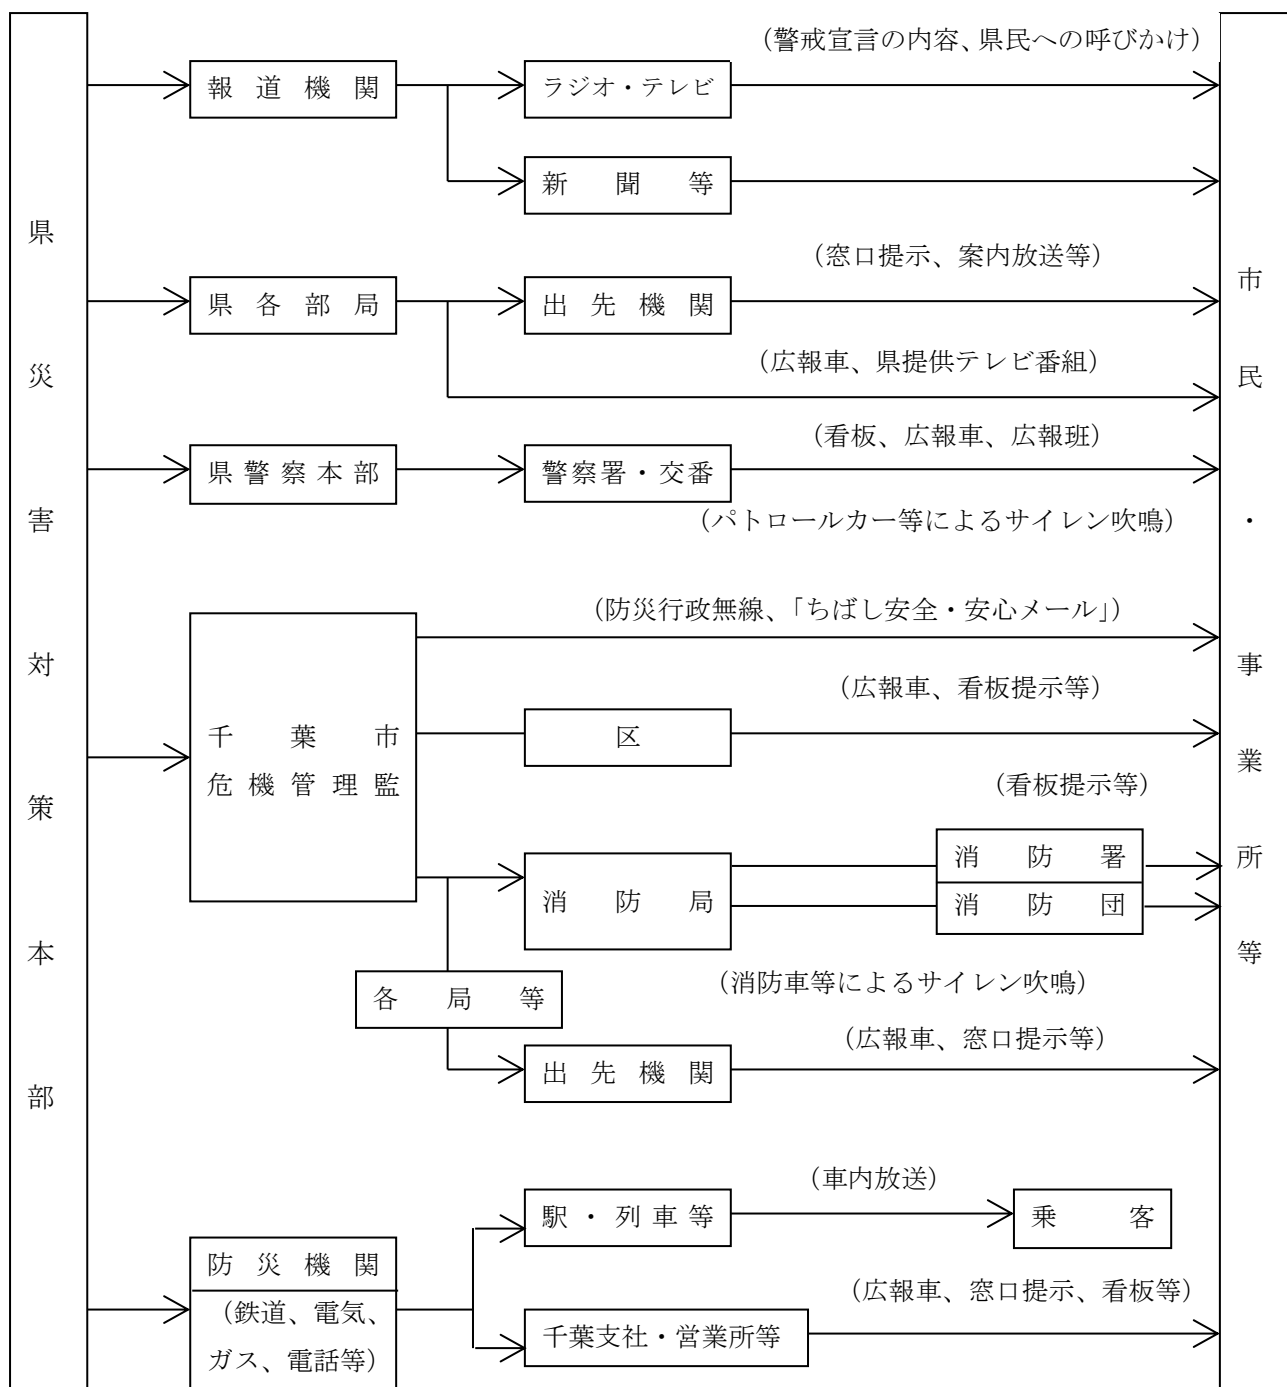 県災害対策本部
(警戒宣言の内容、県民への呼びかけ)
報道機関
ラジオ・テレビ
新聞等
(窓口提示、案内放送等)
県各部局
出先機関
(広報車、県提供テレビ番組)
(看板、広報車、広報班)
県警察本部
警察署・交番
(パトロールカー等によるサイレン吹鳴)
(防災行政無線、「ちばし安全・安心メール」)
(広報車、看板提示等)
千葉市
危機管理監
区
(看板提示等)
消防局
消防署
消防団
(消防車等によるサイレン吹鳴)
各局等
(広報車、窓口提示等)
出先機関
(車内放送)
駅・列車等
乗客
防災機関
(鉄道、電気、
ガス、電話等)
(広報車、窓口提示、看板等)
千葉支社・営業所等
市民・事業所等